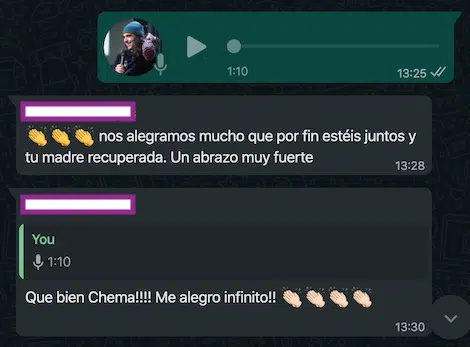 1:10
13:25
👏👏👏 nos alegramos mucho que por fin estéis juntos y
tu madre recuperada. Un abrazo muy fuerte
13:28
You
1:10
Que bien Chema!!!! Me alegro infinito!! 👏🏻👏🏻👏🏻👏🏻
13:30